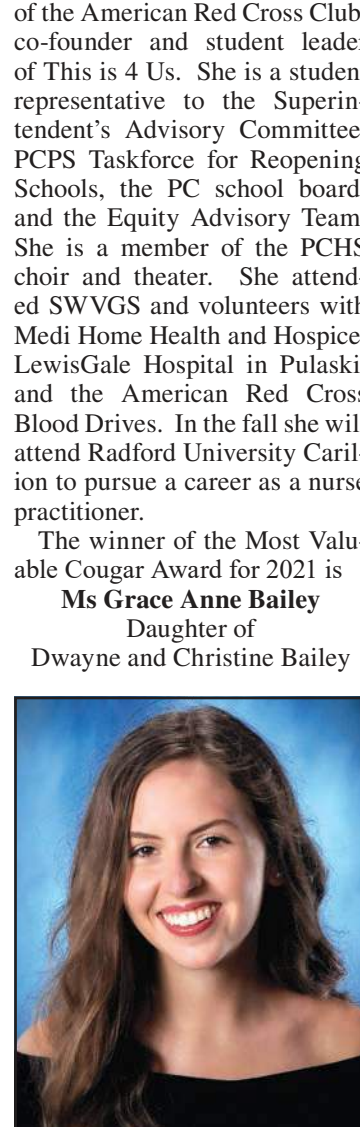 of the American Red Cross Club
co-founder and student leader
of This is 4 Us. She is a student
representative to the Superin-
tendent's Advisory Committee
PCPS Taskforce for Reopening
Schools, the PC school board
and the Equity Advisory Team
She is a member of the PCHS
choir and theater. She attend-
ed SWVGS and volunteers with
Medi Home Health and Hospice
LewisGale Hospital in Pulaski
and the American Red Cross
Blood Drives. In the fall she will
attend Radford University Caril-
ion to pursue a career as a nurse
practitioner.
The winner of the Most Valu-
able Cougar Award for 2021 is
Ms Grace Anne Bailey
Daughter of
Dwayne and Christine Bailey